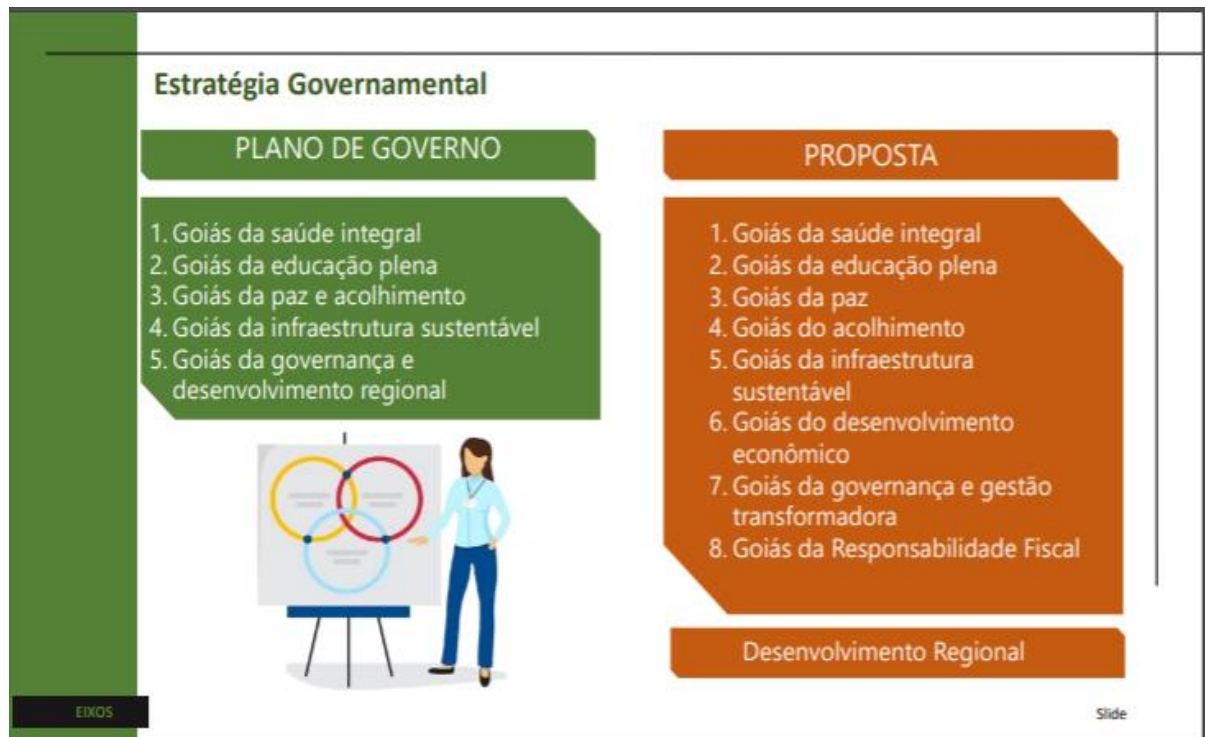 Estratégia Governamental
PLANO DE GOVERNO
1. Goiás da saúde integral
2. Goiás da educação plena
3. Goiás da paz e acolhimento
4. Goiás da infraestrutura sustentável
5. Goiás da governança e
desenvolvimento regional
PROPOSTA
1. Goiás da saúde integral
2. Goiás da educação plena
3. Goiás da paz
4. Goiás do acolhimento
5. Goiás da infraestrutura
sustentável
6. Goiás do desenvolvimento
econômico
7. Goiás da governança e gestão
transformadora
8. Goiás da Responsabilidade Fiscal
Desenvolvimento Regional
EIXOS
Slide